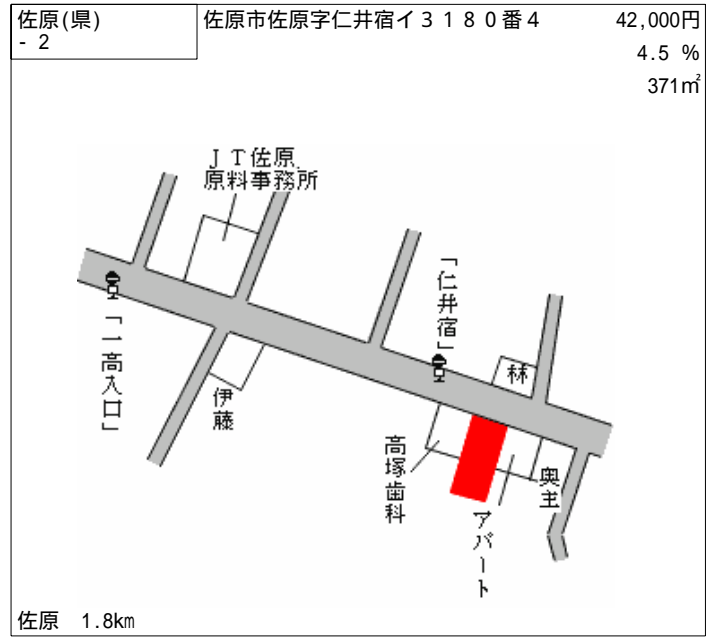 佐原(県)
- 2
佐原市佐原字仁井宿イ3180番4
42,000円
4.5 %
371㎡
JT佐原
原料事務所
「一高入口」
伊藤
「仁井宿」
林
高塚歯科
アパート
奥主
佐原 1.8km